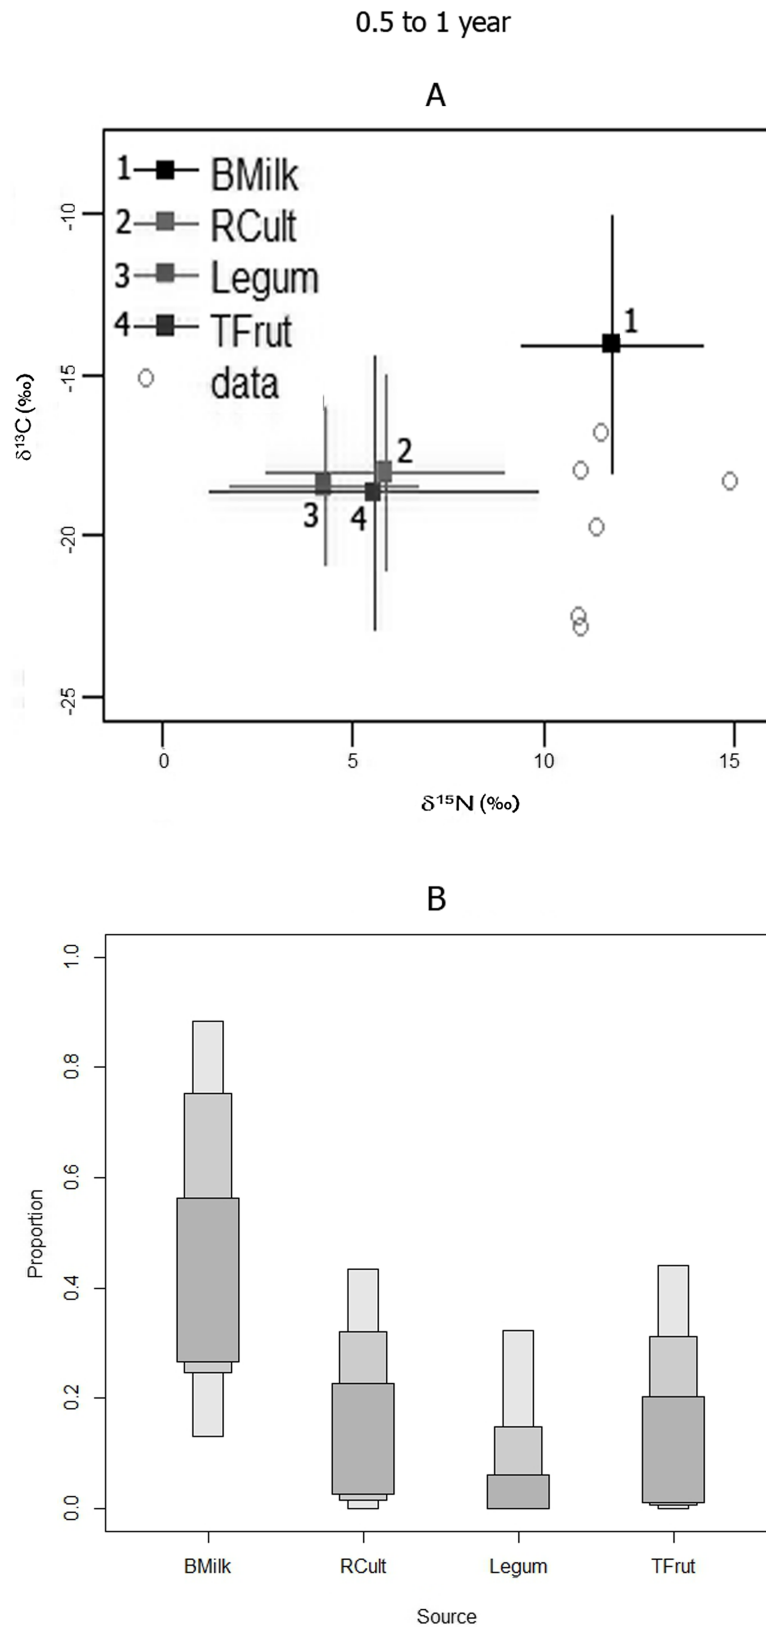 0.5 to 1 year
A
1 BMilk
2 RCult
3 Legum
4 TFrut
data
-10
-15
-20
-25
δ¹³C (‰)
1
2
3 4
0 5 10 15
δ¹⁵N (‰)
B
1.0
0.8
0.6
0.4
0.2
0.0
Proportion
BMilk RCult Legum TFrut
Source